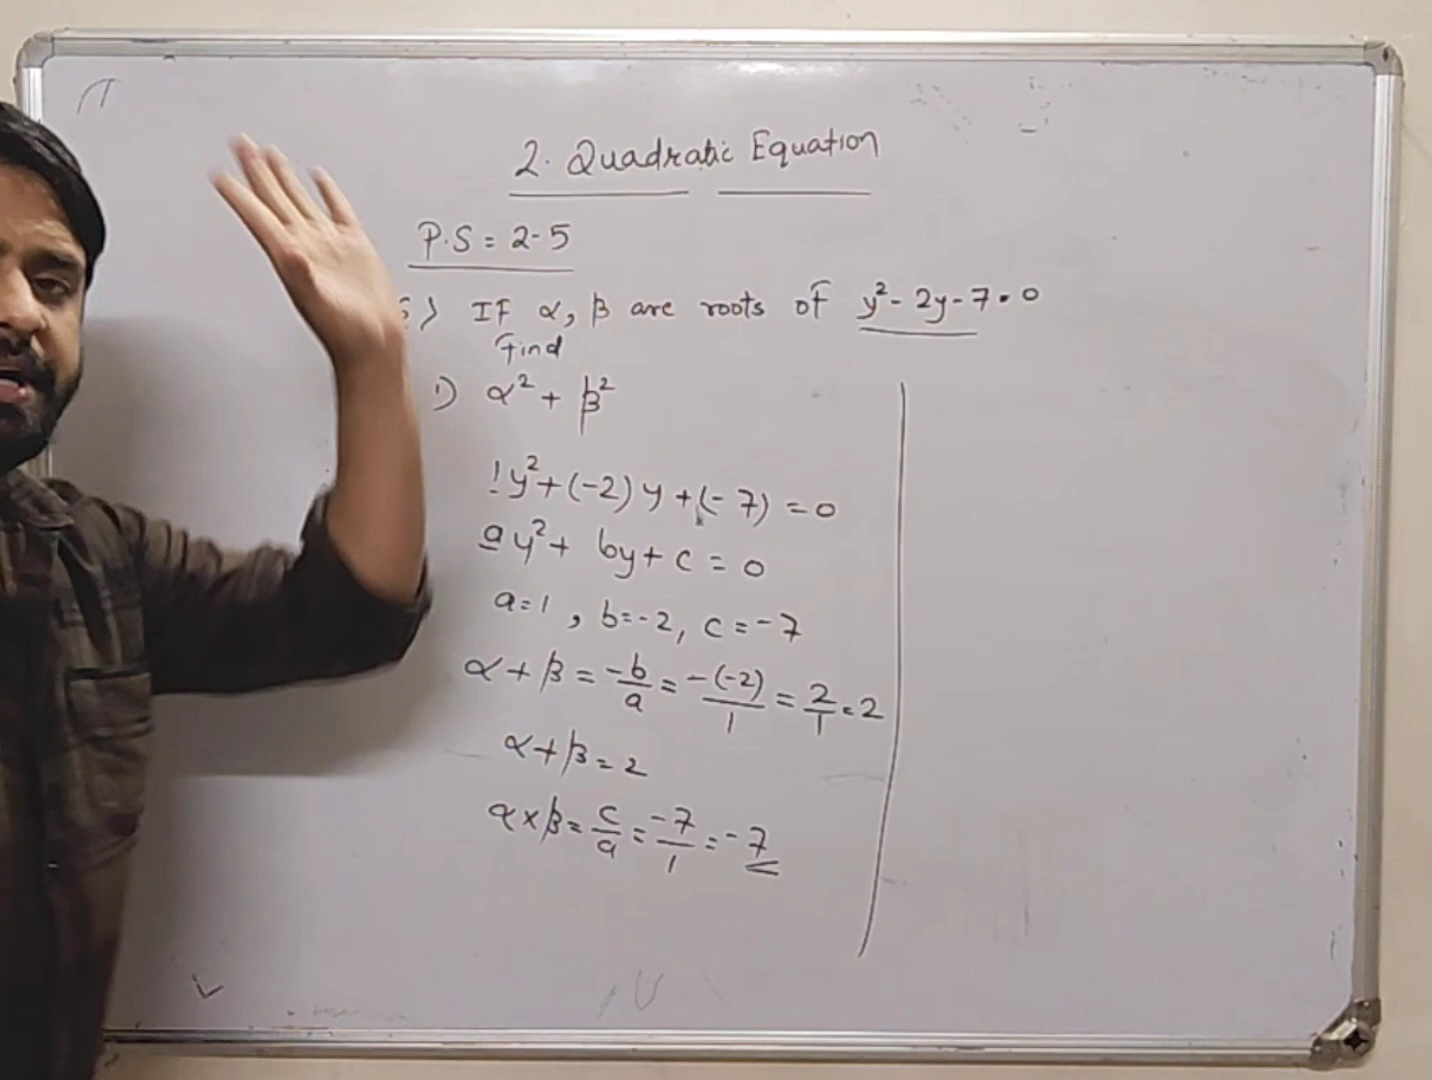 2. Quadratic Equation
P.S = 2-5
) If α, β are roots of y² - 2y - 7 = 0
Find
1) α² + β²
1y² + (-2) y + (-7) = 0
ay² + by + c = 0
a = 1 , b = -2, c = -7
α + β = -b/a = -(-2)/1 = 2/1 = 2
α + β = 2
α × β = c/a = -7/1 = -7